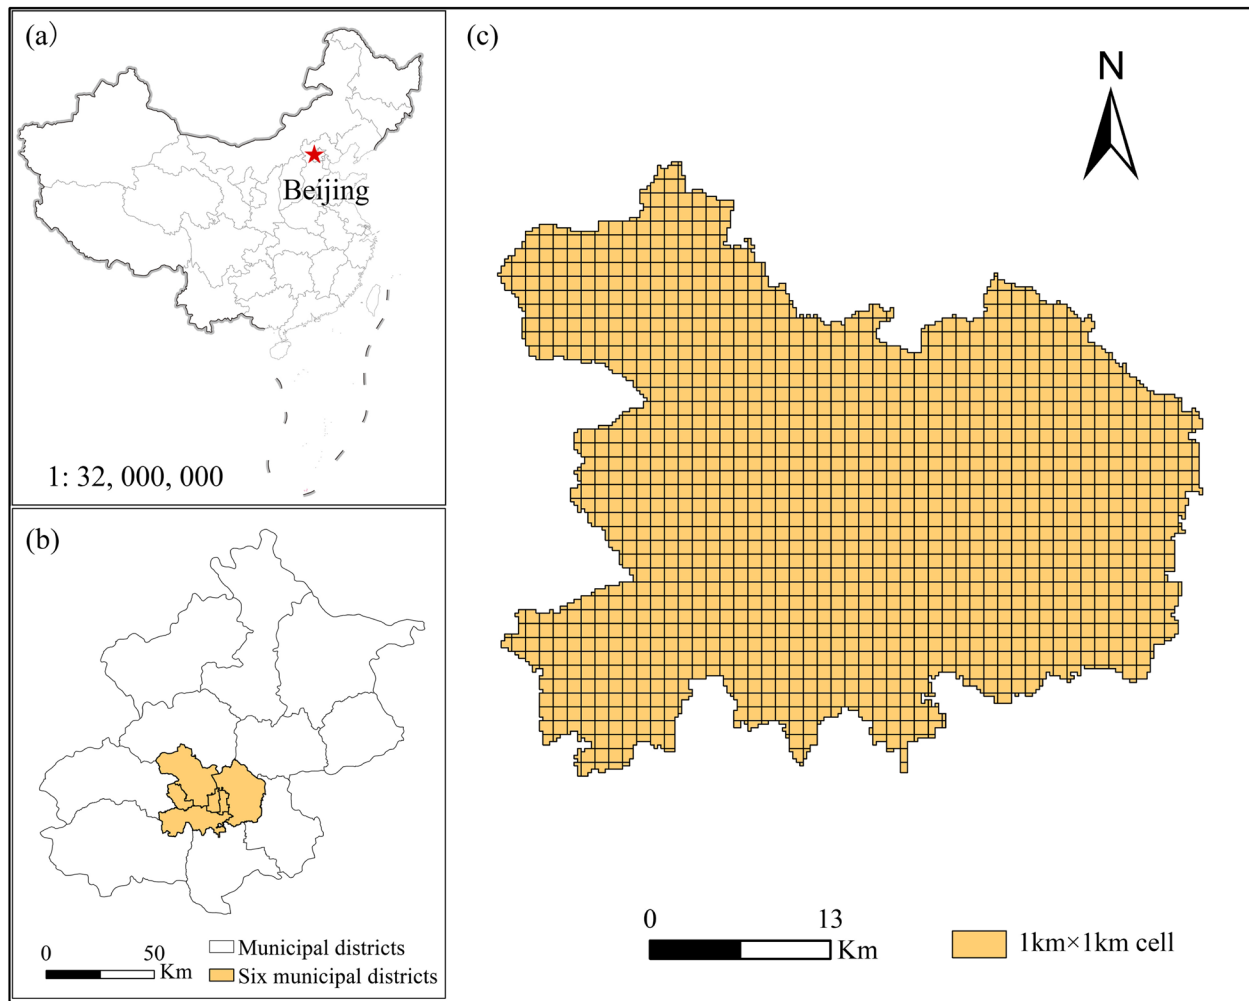 (a)
Beijing
1: 32, 000, 000
(b)
0 50
Km
Municipal districts
Six municipal districts
(c)
N
0 13
Km
1km×1km cell